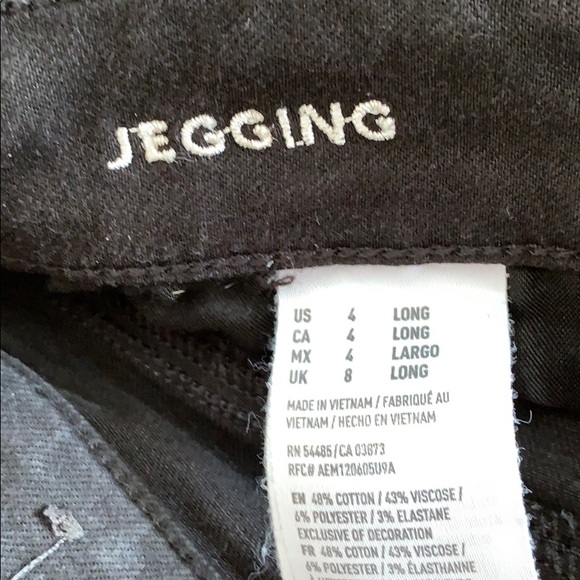 JEGGING
US 4 LONG
CA 4 LONG
MX 4 LARGO
UK 8 LONG
MADE IN VIETNAM / FABRIQUÉ AU
VIETNAM / HECHO EN VIETNAM
RN 54485/CA 03873
RFC# AEM120605U9A
EN 48% COTTON / 43% VISCOSE /
6% POLYESTER / 3% ELASTANE
EXCLUSIVE OF DECORATION
FR 48% COTON / 43% VISCOSE /
6% POLYESTER / 3% ÉLASTHANNE